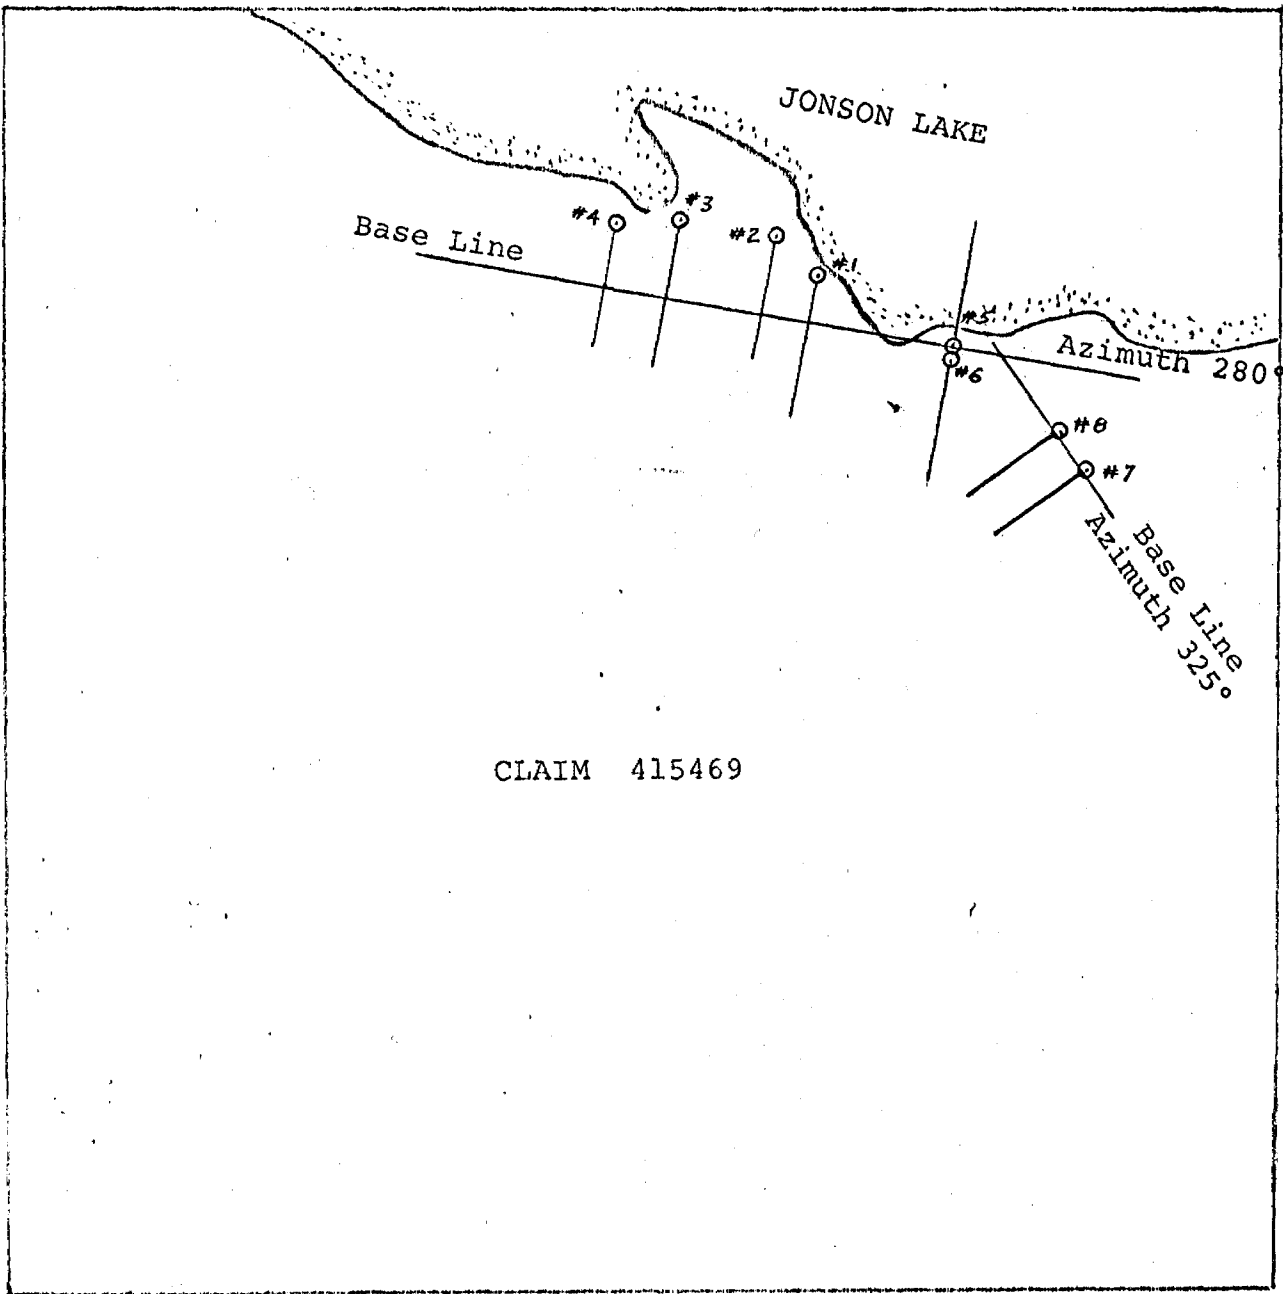 JONSON LAKE
#4
#3
Base Line
#2
#1
#5
Azimuth 280°
#6
#8
#7
Base Line
Azimuth 325°
CLAIM 415469